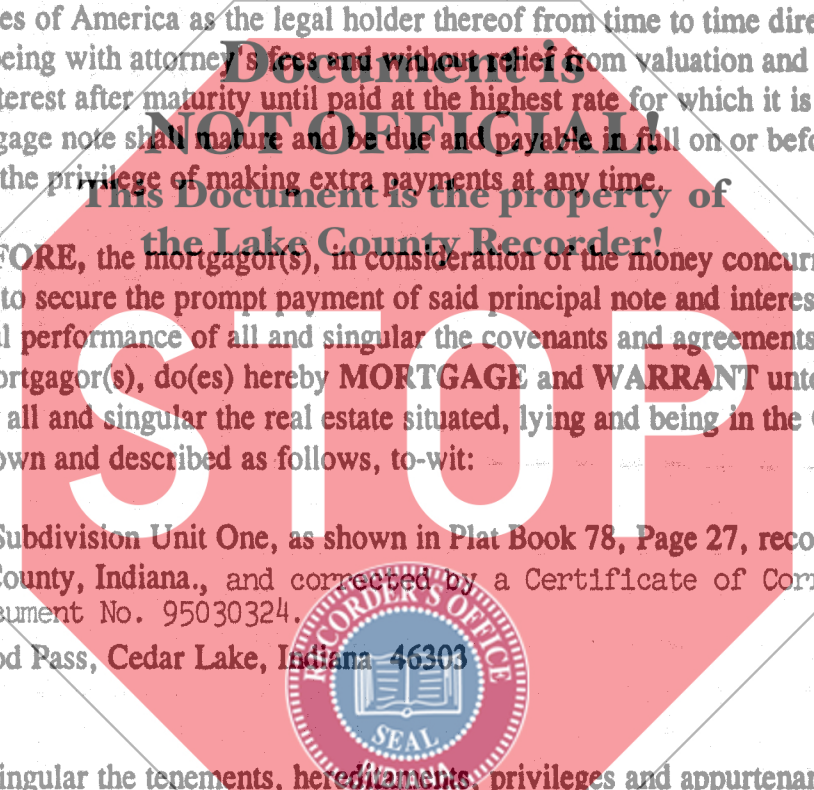 es of America as the legal holder thereof from time to time dire
being with attorney's fees and without relief from valuation and
Document is
terest after maturity until paid at the highest rate for which it is
gage note shall mature and be due and payable in full on or befo
NOT OFFICIAL!
the privilege of making extra payments at any time.
This Document is the property of
the Lake County Recorder!
FORE, the mortgagor(s), in consideration of the money concurr
to secure the prompt payment of said principal note and interes
l performance of all and singular the covenants and agreements
ortgagor(s), do(es) hereby MORTGAGE and WARRANT unto
all and singular the real estate situated, lying and being in the
STOP
own and described as follows, to-wit:
Subdivision Unit One, as shown in Plat Book 78, Page 27, reco
County, Indiana., and corrected by a Certificate of Corr
cument No. 95030324.
od Pass, Cedar Lake, Indiana 46303
RECORDER'S OFFICE
SEAL
INDIANA
ingular the tenements, hereditaments, privileges and appurtenan